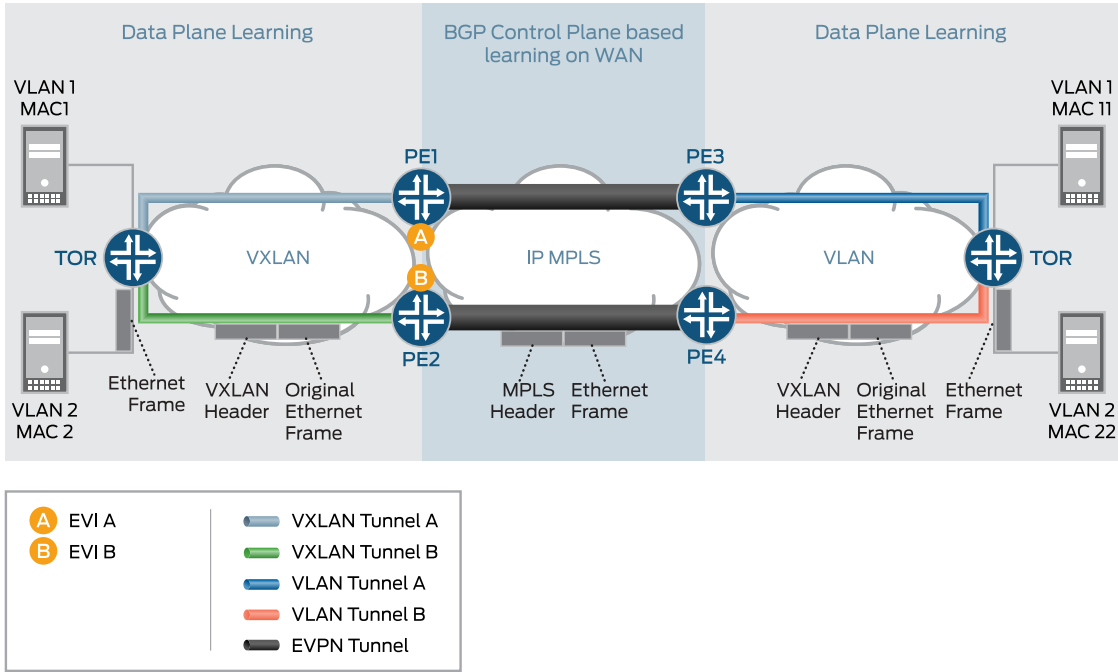 Data Plane Learning
BGP Control Plane based
learning on WAN
Data Plane Learning
VLAN 1
MAC1
VLAN 1
MAC 11
PE1
PE3
A
TOR
VXLAN
IP MPLS
VLAN
TOR
B
PE2
PE4
Ethernet
Frame
VXLAN
Header
Original
Ethernet
Frame
MPLS
Header
Ethernet
Frame
VXLAN
Header
Original
Ethernet
Frame
Ethernet
Frame
VLAN 2
MAC 2
VLAN 2
MAC 22
A EVI A
B EVI B
VXLAN Tunnel A
VXLAN Tunnel B
VLAN Tunnel A
VLAN Tunnel B
EVPN Tunnel